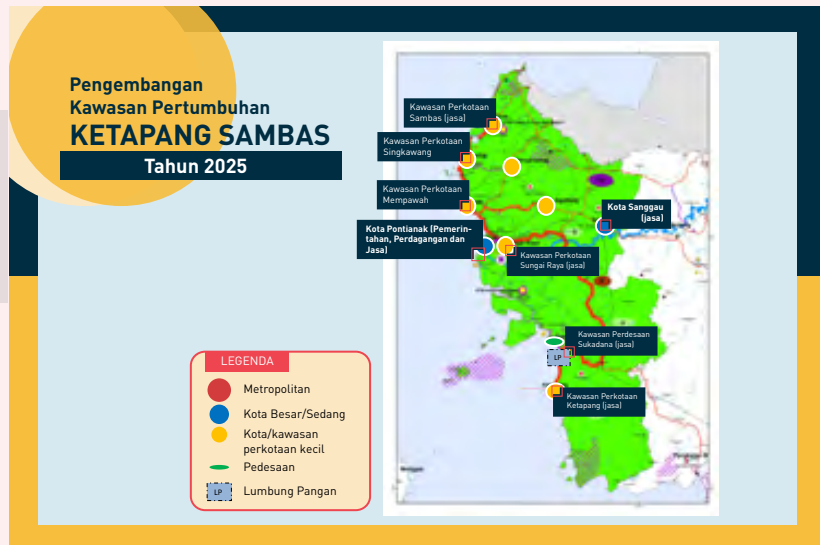 Pengembangan
Kawasan Pertumbuhan
KETAPANG SAMBAS
Tahun 2025
Kawasan Perkotaan
Sambas (jasa)
Kawasan Perkotaan
Singkawang
Kawasan Perkotaan
Mempawah
Kota Pontianak (Pemerin-
tahan, Perdagangan dan
Jasa)
Kota Sanggau
(jasa)
Kawasan Perkotaan
Sungai Raya (jasa)
Kawasan Perdesaan
Sukadana (jasa)
LP
Kawasan Perkotaan
Ketapang (jasa)
LEGENDA
Metropolitan
Kota Besar/Sedang
Kota/kawasan
perkotaan kecil
Pedesaan
LP
Lumbung Pangan